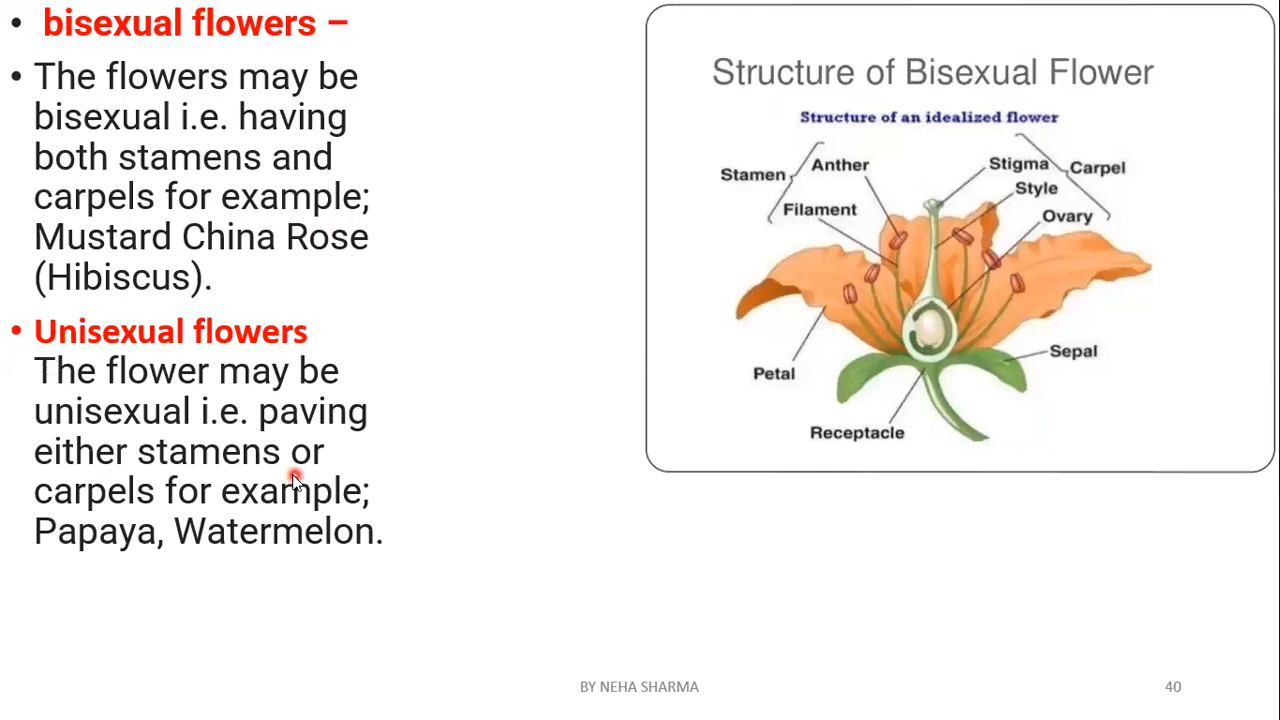 • bisexual flowers –
• The flowers may be
bisexual i.e. having
both stamens and
carpels for example;
Mustard China Rose
(Hibiscus).
• Unisexual flowers
The flower may be
unisexual i.e. paving
either stamens or
carpels for example;
Papaya, Watermelon.
Structure of Bisexual Flower
Structure of an idealized flower
Stamen
Anther
Filament
Stigma
Carpel
Style
Ovary
Petal
Sepal
Receptacle
BY NEHA SHARMA
40